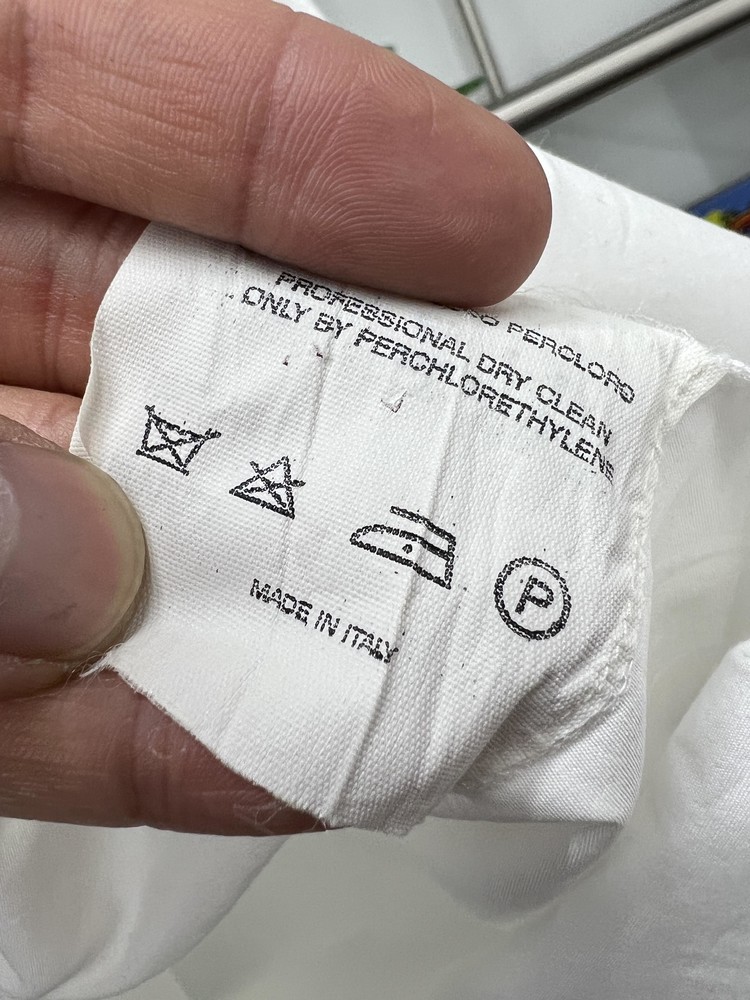 PERCLORO
PROFESSIONAL DRY CLEAN
ONLY BY PERCHLORETHYLENE
P
MADE IN ITALY